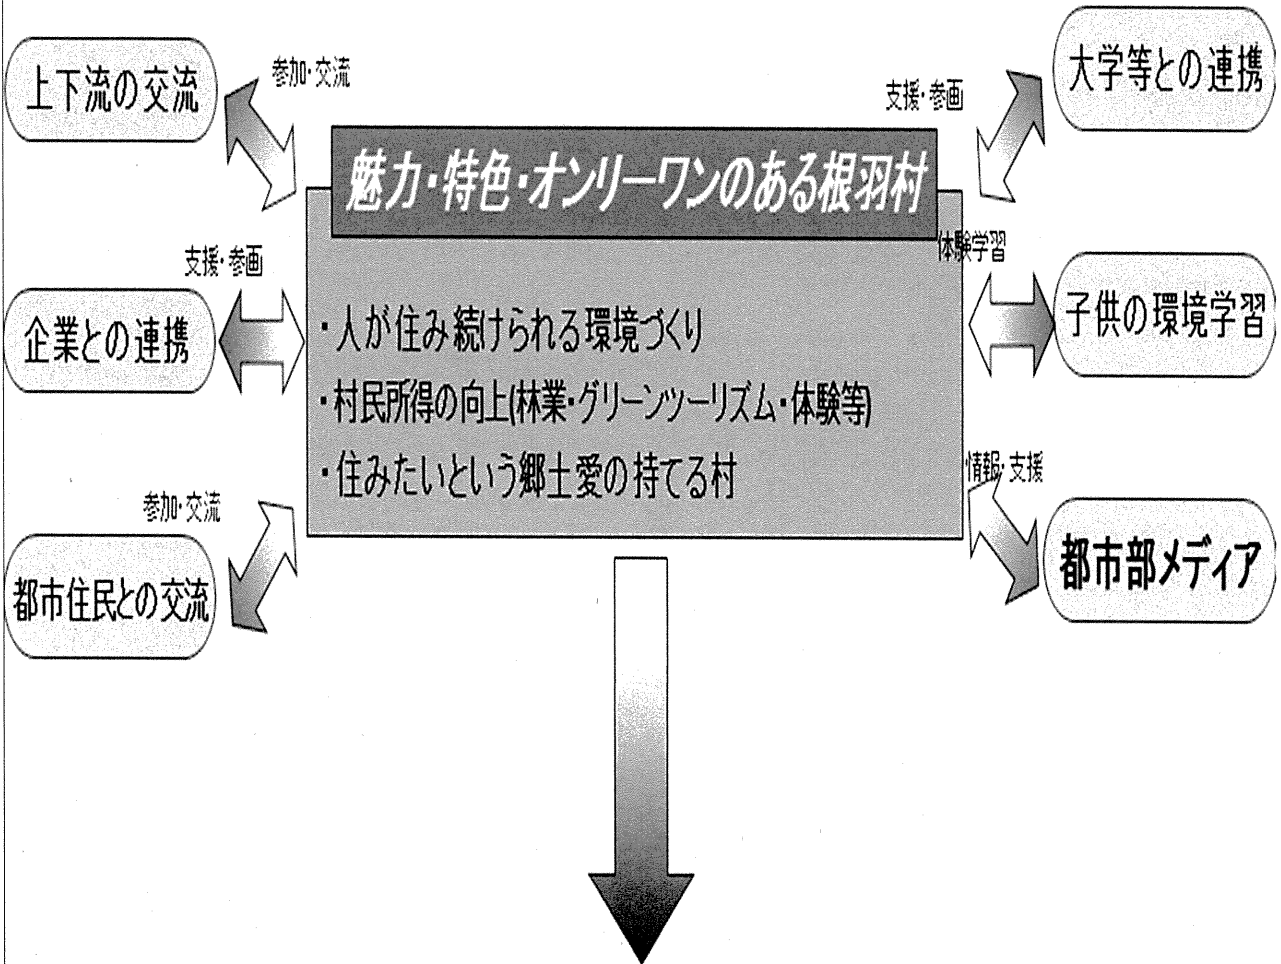 上下流の交流
参加・交流
支援・参画
大学等との連携
魅力・特色・オンリーワンのある根羽村
支援・参画
体験学習
企業との連携
子供の環境学習
・人が住み続けられる環境づくり
・村民所得の向上(林業・グリーンツーリズム・体験等)
・住みたいという郷土愛の持てる村
参加・交流
情報・支援
都市住民との交流
都市部メディア